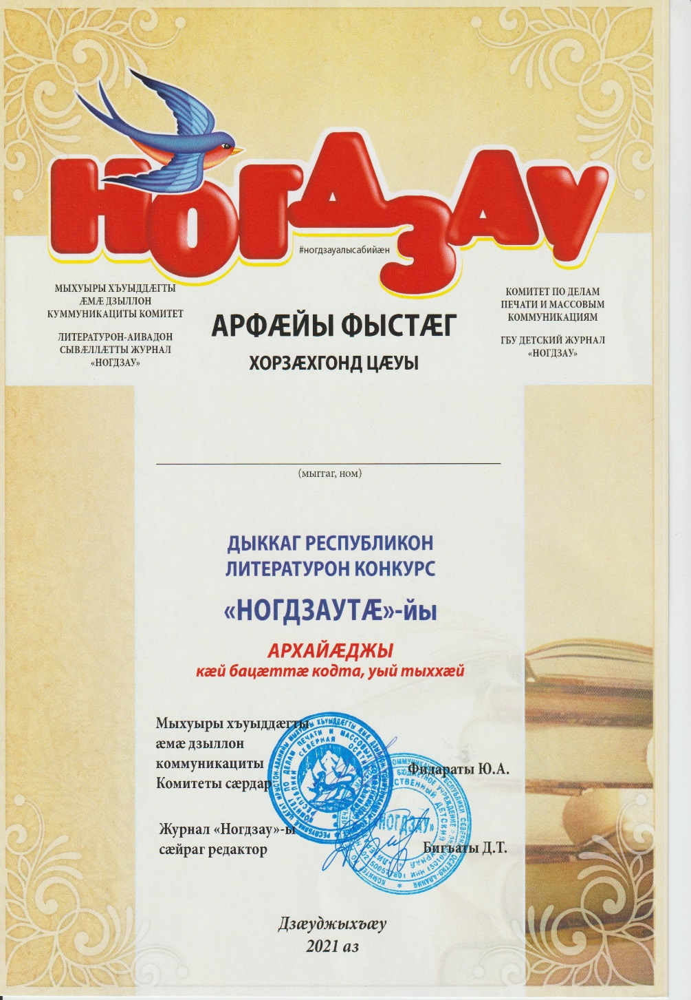 НОГДЗАУ
#ногдзауалысабийæн
МЫХУЫРЫ ХЪУЫДДÆГТЫ
ÆМÆ ДЗЫЛЛОН
КУММУНИКАЦИТЫ КОМИТЕТ
ЛИТЕРАТУРОН-АИВАДОН
СЫВÆЛЛÆТТЫ ЖУРНАЛ
«НОГДЗАУ»
КОМИТЕТ ПО ДЕЛАМ
ПЕЧАТИ И МАССОВЫМ
КОММУНИКАЦИЯМ
ГБУ ДЕТСКИЙ ЖУРНАЛ
«НОГДЗАУ»
АРФÆЙЫ ФЫСТÆГ
ХОРЗÆХГОНД ЦÆУЫ
(мыггаг, ном)
ДЫККАГ РЕСПУБЛИКОН
ЛИТЕРАТУРОН КОНКУРС
«НОГДЗАУТÆ»-йы
АРХАЙÆДЖЫ
кæй бацæттæ кодта, уый тыххæй
Мыхуыры хъуыддæгты
æмæ дзыллон
коммуникациты
Комитеты сæрдар
Фидараты Ю.А.
Журнал «Ногдзау»-ы
сæйраг редактор
Бигъаты Д.Т.
«НОГДЗАУ»
Дзæуджыхъæу
2021 аз